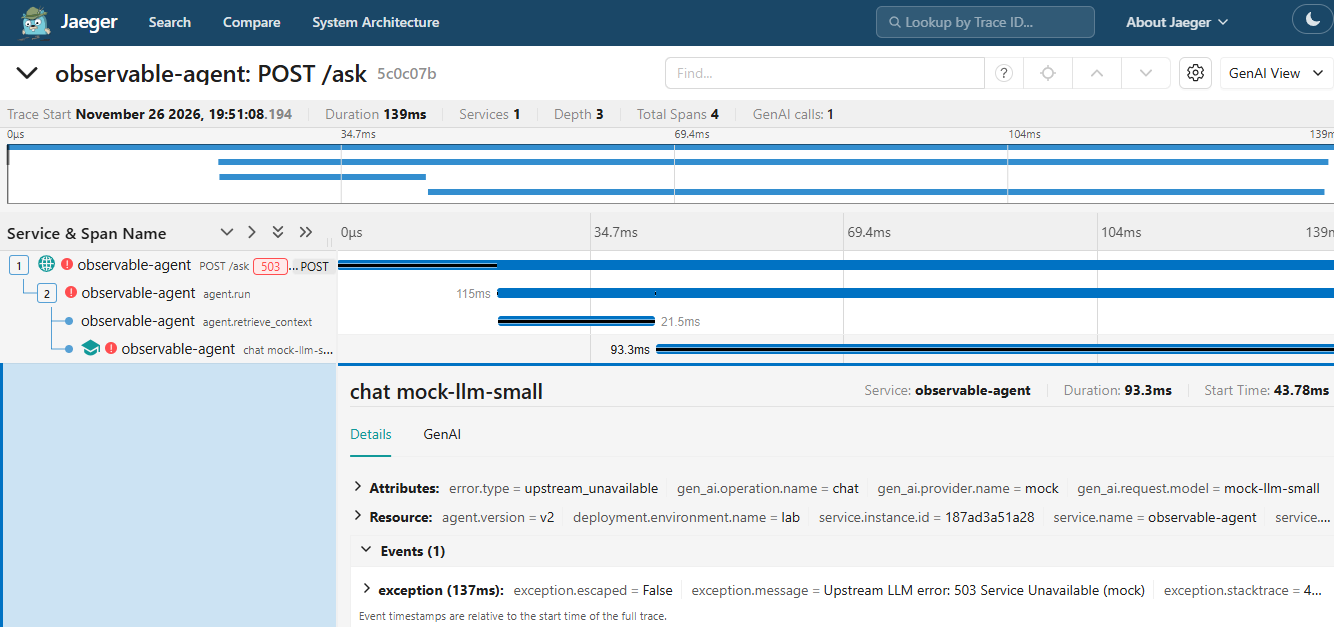 Jaeger Search Compare System Architecture Lookup by Trace ID... About Jaeger
observable-agent: POST /ask 5c0c07b Find... ? GenAI View
Trace Start November 26 2026, 19:51:08.194 Duration 139ms Services 1 Depth 3 Total Spans 4 GenAI calls: 1
0μs 34.7ms 69.4ms 104ms 139m
Service & Span Name 0μs 34.7ms 69.4ms 104ms 139m
1 observable-agent POST /ask 503 ... POST
2 observable-agent agent.run 115ms
observable-agent agent.retrieve_context 21.5ms
observable-agent chat mock-llm-s... 93.3ms
chat mock-llm-small Service: observable-agent Duration: 93.3ms Start Time: 43.78ms
Details GenAI
Attributes: error.type = upstream_unavailable gen_ai.operation.name = chat gen_ai.provider.name = mock gen_ai.request.model = mock-llm-small
Resource: agent.version = v2 deployment.environment.name = lab service.instance.id = 187ad3a51a28 service.name = observable-agent service....
Events (1)
exception (137ms): exception.escaped = False exception.message = Upstream LLM error: 503 Service Unavailable (mock) exception.stacktrace = 4...
Event timestamps are relative to the start time of the full trace.